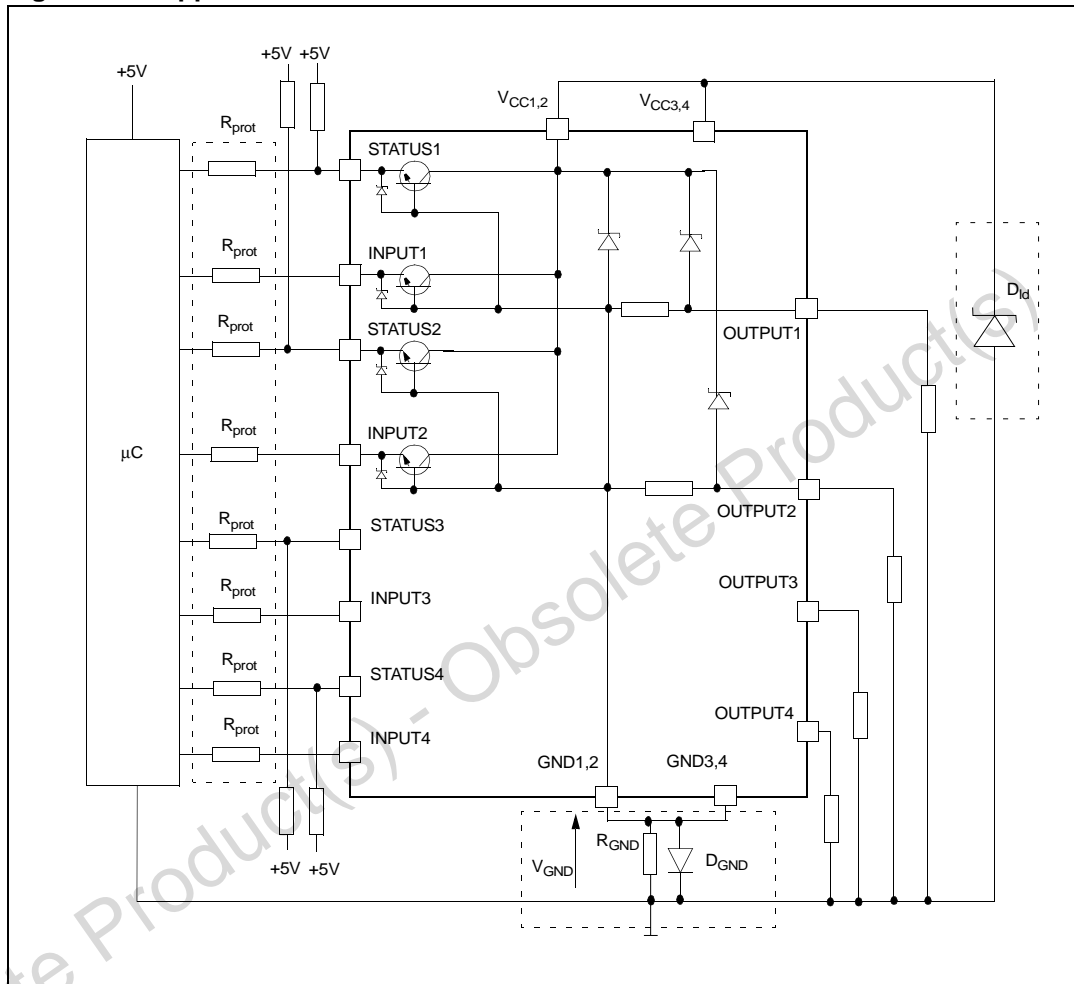 +5V
+5V +5V
V_CC1,2
V_CC3,4
R_prot
STATUS1
R_prot
INPUT1
D_ld
R_prot
STATUS2
OUTPUT1
R_prot
INPUT2
μC
OUTPUT2
R_prot
STATUS3
OUTPUT3
R_prot
INPUT3
R_prot
STATUS4
OUTPUT4
R_prot
INPUT4
GND1,2
GND3,4
V_GND
R_GND
D_GND
+5V +5V
Product(s) - Obsolete Product(s)
Product(s)